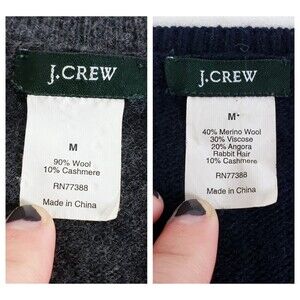 J.CREW
M
90% Wool
10% Cashmere
RN77388
Made in China
J.CREW
M
40% Merino Wool
30% Viscose
20% Angora
Rabbit Hair
10% Cashmere
RN77388
Made in China